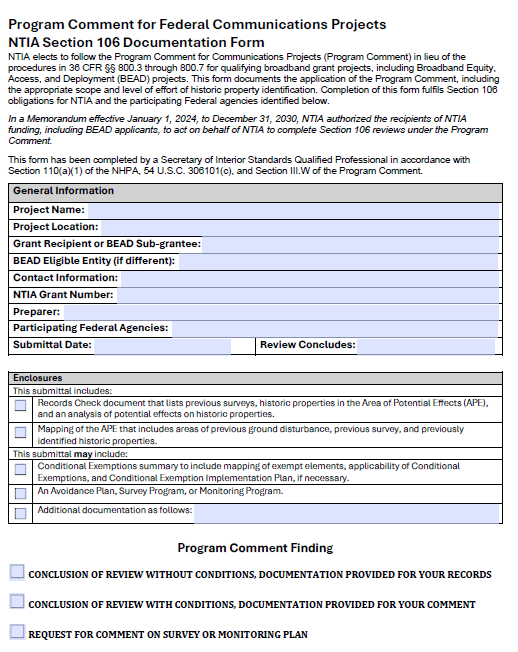 Program Comment for Federal Communications Projects
NTIA Section 106 Documentation Form
NTIA elects to follow the Program Comment for Communications Projects (Program Comment) in lieu of the
procedures in 36 CFR §§ 800.3 through 800.7 for qualifying broadband grant projects, including Broadband Equity,
Access, and Deployment (BEAD) projects. This form documents the application of the Program Comment, including
the appropriate scope and level of effort of historic property identification. Completion of this form fulfils Section 106
obligations for NTIA and the participating Federal agencies identified below.
In a Memorandum effective January 1, 2024, to December 31, 2030, NTIA authorized the recipients of NTIA
funding, including BEAD applicants, to act on behalf of NTIA to complete Section 106 reviews under the Program
Comment.
This form has been completed by a Secretary of Interior Standards Qualified Professional in accordance with
Section 110(a)(1) of the NHPA, 54 U.S.C. 306101(c), and Section III.W of the Program Comment.
General Information
Project Name:
Project Location:
Grant Recipient or BEAD Sub-grantee:
BEAD Eligible Entity (if different):
Contact Information:
NTIA Grant Number:
Preparer:
Participating Federal Agencies:
Submittal Date: Review Concludes:
Enclosures
This submittal includes:
Records Check document that lists previous surveys, historic properties in the Area of Potential Effects (APE),
and an analysis of potential effects on historic properties.
Mapping of the APE that includes areas of previous ground disturbance, previous survey, and previously
identified historic properties.
This submittal may include:
Conditional Exemptions summary to include mapping of exempt elements, applicability of Conditional
Exemptions, and Conditional Exemption Implementation Plan, if necessary.
An Avoidance Plan, Survey Program, or Monitoring Program.
Additional documentation as follows:
Program Comment Finding
CONCLUSION OF REVIEW WITHOUT CONDITIONS, DOCUMENTATION PROVIDED FOR YOUR RECORDS
CONCLUSION OF REVIEW WITH CONDITIONS, DOCUMENTATION PROVIDED FOR YOUR COMMENT
REQUEST FOR COMMENT ON SURVEY OR MONITORING PLAN